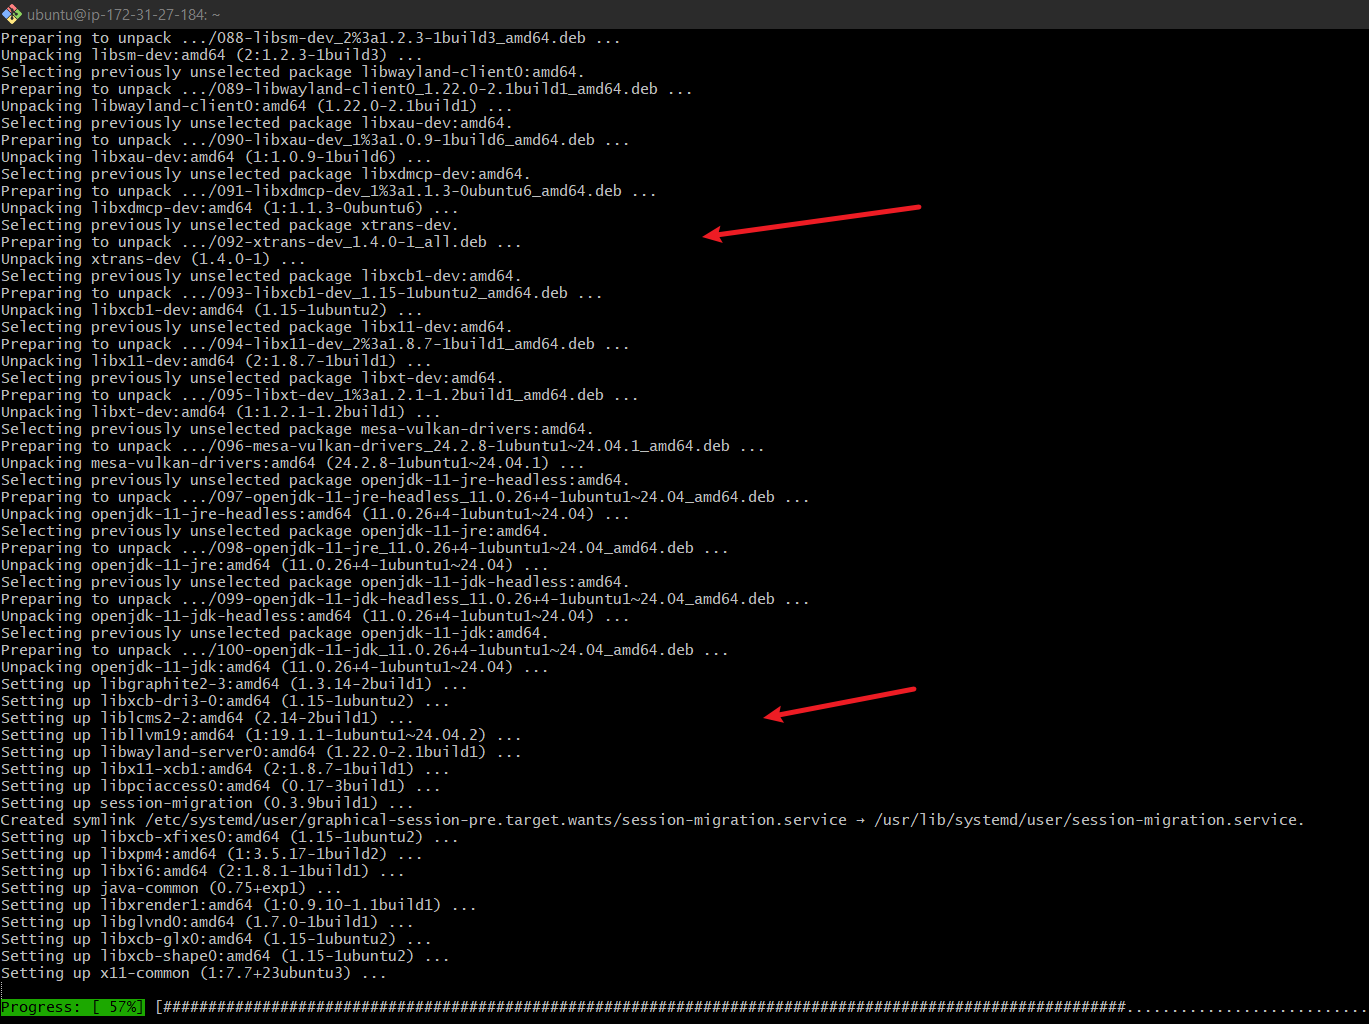 ubuntu@ip-172-31-27-184: ~
Preparing to unpack .../088-libsm-dev_2%3a1.2.3-1build3_amd64.deb ...
Unpacking libsm-dev:amd64 (2:1.2.3-1build3) ...
Selecting previously unselected package libwayland-client0:amd64.
Preparing to unpack .../089-libwayland-client0_1.22.0-2.1build1_amd64.deb ...
Unpacking libwayland-client0:amd64 (1.22.0-2.1build1) ...
Selecting previously unselected package libxau-dev:amd64.
Preparing to unpack .../090-libxau-dev_1%3a1.0.9-1build6_amd64.deb ...
Unpacking libxau-dev:amd64 (1:1.0.9-1build6) ...
Selecting previously unselected package libxdmcp-dev:amd64.
Preparing to unpack .../091-libxdmcp-dev_1%3a1.1.3-0ubuntu6_amd64.deb ...
Unpacking libxdmcp-dev:amd64 (1:1.1.3-0ubuntu6) ...
Selecting previously unselected package xtrans-dev.
Preparing to unpack .../092-xtrans-dev_1.4.0-1_all.deb ...
Unpacking xtrans-dev (1.4.0-1) ...
Selecting previously unselected package libxcb1-dev:amd64.
Preparing to unpack .../093-libxcb1-dev_1.15-1ubuntu2_amd64.deb ...
Unpacking libxcb1-dev:amd64 (1.15-1ubuntu2) ...
Selecting previously unselected package libx11-dev:amd64.
Preparing to unpack .../094-libx11-dev_2%3a1.8.7-1build1_amd64.deb ...
Unpacking libx11-dev:amd64 (2:1.8.7-1build1) ...
Selecting previously unselected package libxt-dev:amd64.
Preparing to unpack .../095-libxt-dev_1%3a1.2.1-1.2build1_amd64.deb ...
Unpacking libxt-dev:amd64 (1:1.2.1-1.2build1) ...
Selecting previously unselected package mesa-vulkan-drivers:amd64.
Preparing to unpack .../096-mesa-vulkan-drivers_24.2.8-1ubuntu1~24.04.1_amd64.deb ...
Unpacking mesa-vulkan-drivers:amd64 (24.2.8-1ubuntu1~24.04.1) ...
Selecting previously unselected package openjdk-11-jre-headless:amd64.
Preparing to unpack .../097-openjdk-11-jre-headless_11.0.26+4-1ubuntu1~24.04_amd64.deb ...
Unpacking openjdk-11-jre-headless:amd64 (11.0.26+4-1ubuntu1~24.04) ...
Selecting previously unselected package openjdk-11-jre:amd64.
Preparing to unpack .../098-openjdk-11-jre_11.0.26+4-1ubuntu1~24.04_amd64.deb ...
Unpacking openjdk-11-jre:amd64 (11.0.26+4-1ubuntu1~24.04) ...
Selecting previously unselected package openjdk-11-jdk-headless:amd64.
Preparing to unpack .../099-openjdk-11-jdk-headless_11.0.26+4-1ubuntu1~24.04_amd64.deb ...
Unpacking openjdk-11-jdk-headless:amd64 (11.0.26+4-1ubuntu1~24.04) ...
Selecting previously unselected package openjdk-11-jdk:amd64.
Preparing to unpack .../100-openjdk-11-jdk_11.0.26+4-1ubuntu1~24.04_amd64.deb ...
Unpacking openjdk-11-jdk:amd64 (11.0.26+4-1ubuntu1~24.04) ...
Setting up libgraphite2-3:amd64 (1.3.14-2build1) ...
Setting up libxcb-dri3-0:amd64 (1.15-1ubuntu2) ...
Setting up liblcms2-2:amd64 (2.14-2build1) ...
Setting up libllvm19:amd64 (1:19.1.1-1ubuntu1~24.04.2) ...
Setting up libwayland-server0:amd64 (1.22.0-2.1build1) ...
Setting up libx11-xcb1:amd64 (2:1.8.7-1build1) ...
Setting up libpciaccess0:amd64 (0.17-3build1) ...
Setting up session-migration (0.3.9build1) ...
Created symlink /etc/systemd/user/graphical-session-pre.target.wants/session-migration.service → /usr/lib/systemd/user/session-migration.service.
Setting up libxcb-xfixes0:amd64 (1.15-1ubuntu2) ...
Setting up libxpm4:amd64 (1:3.5.17-1build2) ...
Setting up libxi6:amd64 (2:1.8.1-1build1) ...
Setting up java-common (0.75+exp1) ...
Setting up libxrender1:amd64 (1:0.9.10-1.1build1) ...
Setting up libglvnd0:amd64 (1.7.0-1build1) ...
Setting up libxcb-glx0:amd64 (1.15-1ubuntu2) ...
Setting up libxcb-shape0:amd64 (1.15-1ubuntu2) ...
Setting up x11-common (1:7.7+23ubuntu3) ...
Progress: [ 57%] [###########################################################################################################...........................